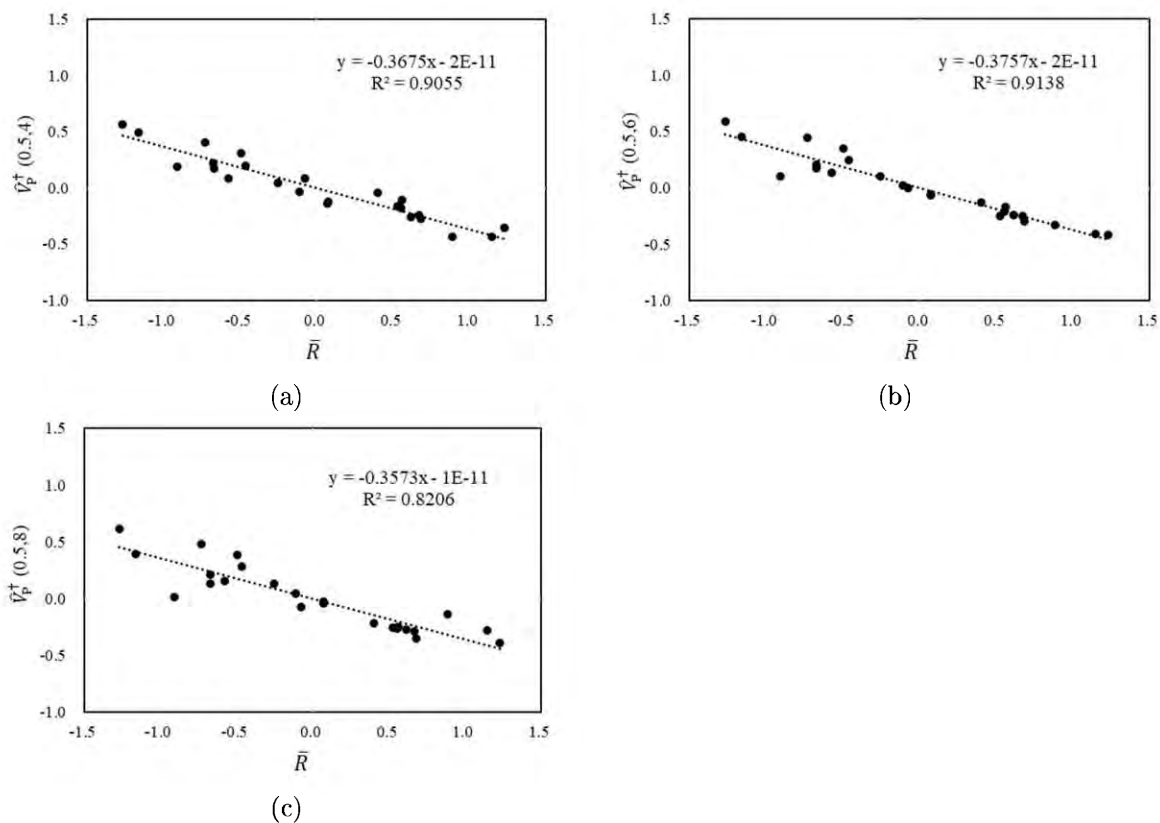 1.5
1.0
0.5
0.0
-0.5
-1.0
y = -0.3675x - 2E-11
R² = 0.9055
V̂ₚ† (0.5,4)
-1.5 -1.0 -0.5 0.0 0.5 1.0 1.5
R̄
(a)
1.5
1.0
0.5
0.0
-0.5
-1.0
y = -0.3757x - 2E-11
R² = 0.9138
V̂ₚ† (0.5,6)
-1.5 -1.0 -0.5 0.0 0.5 1.0 1.5
R̄
(b)
1.5
1.0
0.5
0.0
-0.5
-1.0
y = -0.3573x - 1E-11
R² = 0.8206
V̂ₚ† (0.5,8)
-1.5 -1.0 -0.5 0.0 0.5 1.0 1.5
R̄
(c)